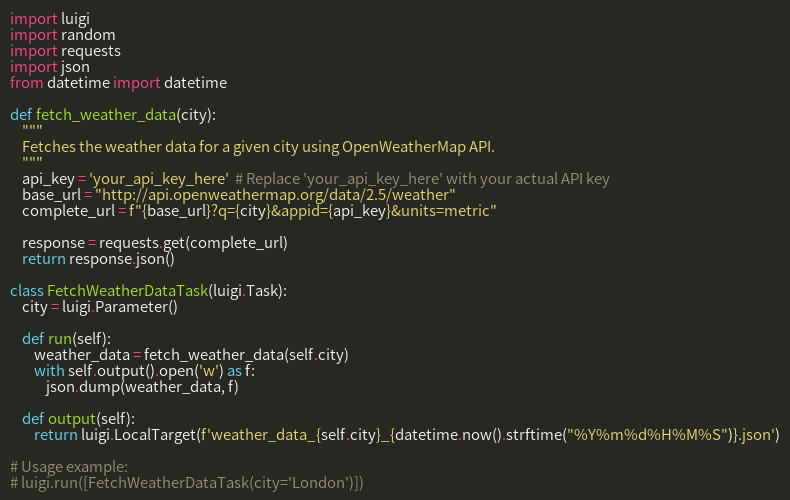 import luigi
import random
import requests
import json
from datetime import datetime

def fetch_weather_data(city):
    """
    Fetches the weather data for a given city using OpenWeatherMap API.
    """
    api_key = 'your_api_key_here'  # Replace 'your_api_key_here' with your actual API key
    base_url = "http://api.openweathermap.org/data/2.5/weather"
    complete_url = f"{base_url}?q={city}&appid={api_key}&units=metric"

    response = requests.get(complete_url)
    return response.json()

class FetchWeatherDataTask(luigi.Task):
    city = luigi.Parameter()

    def run(self):
        weather_data = fetch_weather_data(self.city)
        with self.output().open('w') as f:
            json.dump(weather_data, f)

    def output(self):
        return luigi.LocalTarget(f'weather_data_{self.city}_{datetime.now().strftime("%Y%m%d%H%M%S")}.json')

# Usage example:
# luigi.run([FetchWeatherDataTask(city='London')])